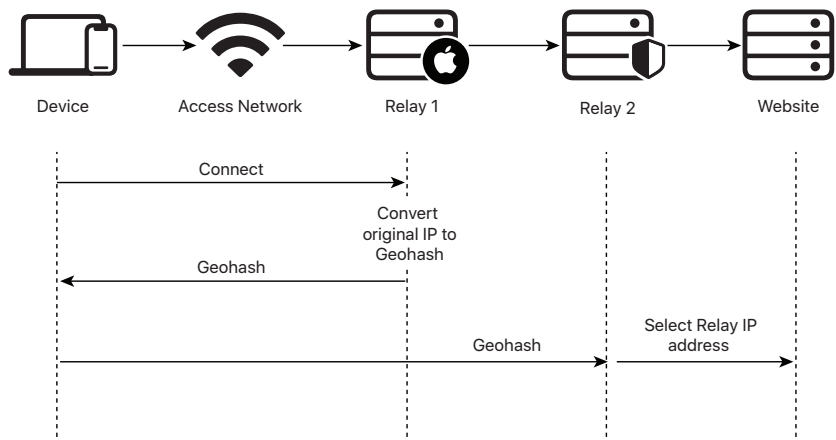 Device
Access Network
Relay 1
Relay 2
Website
Connect
Convert
original IP to
Geohash
Geohash
Geohash
Select Relay IP
address